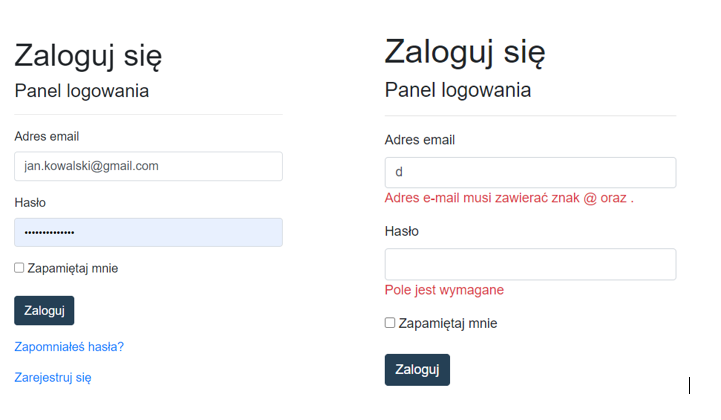 Zaloguj się
Panel logowania
Adres email
jan.kowalski@gmail.com
Hasło
••••••••••••••
Zapamiętaj mnie
Zaloguj
Zapomniałeś hasła?
Zarejestruj się
Zaloguj się
Panel logowania
Adres email
d
Adres e-mail musi zawierać znak @ oraz .
Hasło
Pole jest wymagane
Zapamiętaj mnie
Zaloguj